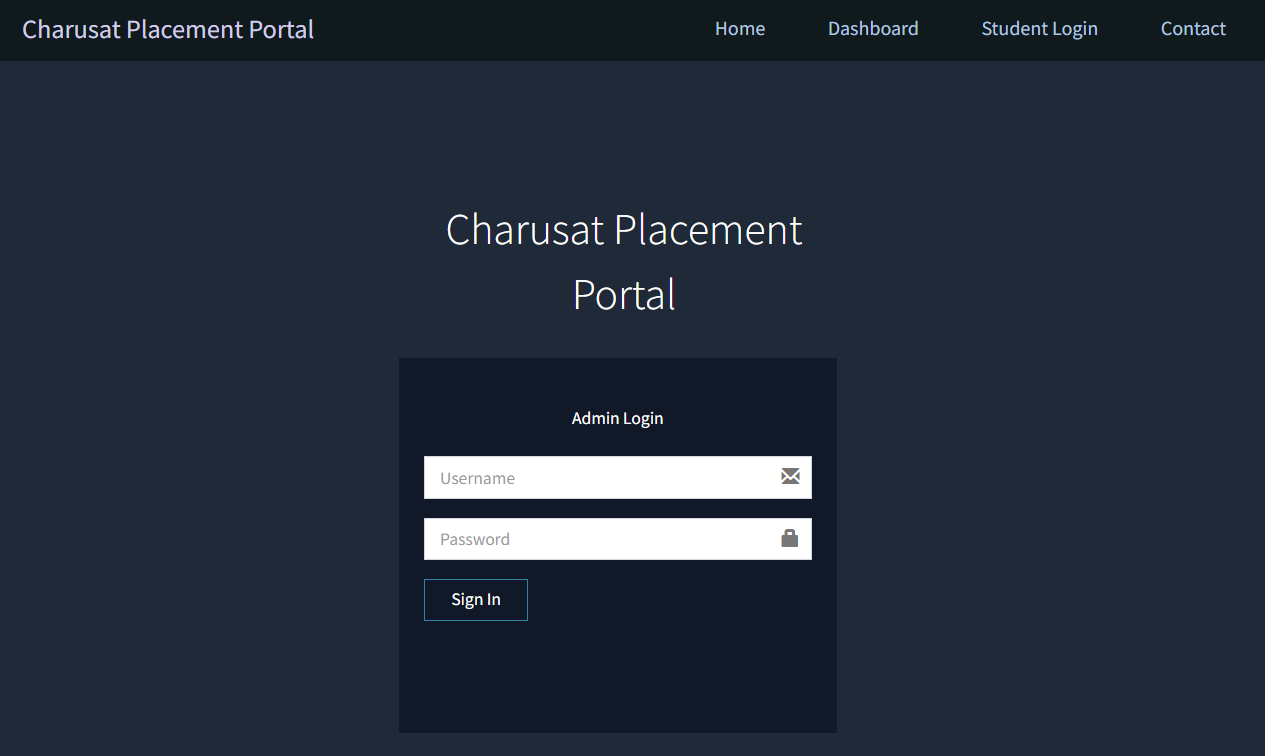 Charusat Placement Portal
Home
Dashboard
Student Login
Contact
Charusat Placement
Portal
Admin Login
Username
Password
Sign In